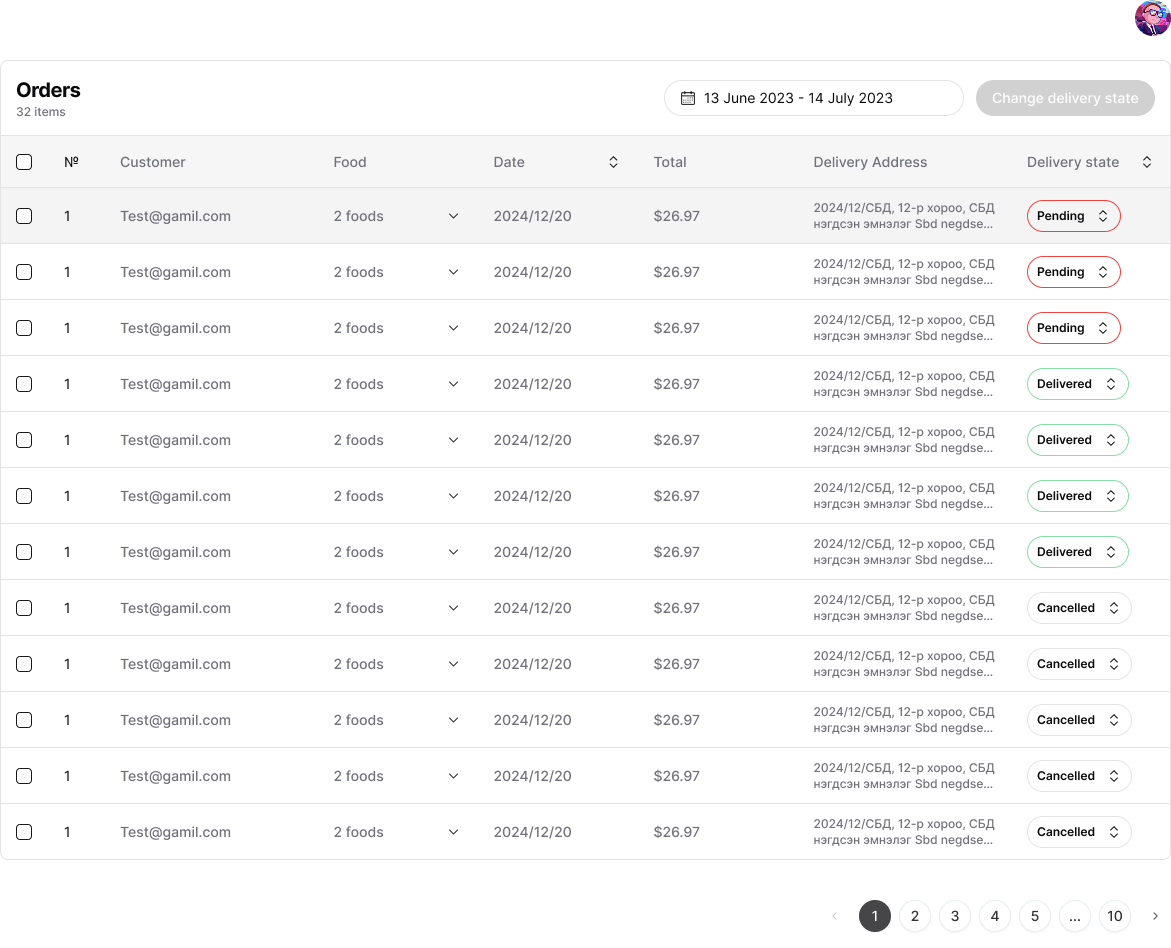 Orders
32 items
13 June 2023 - 14 July 2023
Change delivery state
№ Customer Food Date Total Delivery Address Delivery state
1 Test@gamil.com 2 foods 2024/12/20 $26.97 2024/12/СБД, 12-р хороо, СБД
нэгдсэн эмнэлэг Sbd negdse... Pending
1 Test@gamil.com 2 foods 2024/12/20 $26.97 2024/12/СБД, 12-р хороо, СБД
нэгдсэн эмнэлэг Sbd negdse... Pending
1 Test@gamil.com 2 foods 2024/12/20 $26.97 2024/12/СБД, 12-р хороо, СБД
нэгдсэн эмнэлэг Sbd negdse... Pending
1 Test@gamil.com 2 foods 2024/12/20 $26.97 2024/12/СБД, 12-р хороо, СБД
нэгдсэн эмнэлэг Sbd negdse... Delivered
1 Test@gamil.com 2 foods 2024/12/20 $26.97 2024/12/СБД, 12-р хороо, СБД
нэгдсэн эмнэлэг Sbd negdse... Delivered
1 Test@gamil.com 2 foods 2024/12/20 $26.97 2024/12/СБД, 12-р хороо, СБД
нэгдсэн эмнэлэг Sbd negdse... Delivered
1 Test@gamil.com 2 foods 2024/12/20 $26.97 2024/12/СБД, 12-р хороо, СБД
нэгдсэн эмнэлэг Sbd negdse... Delivered
1 Test@gamil.com 2 foods 2024/12/20 $26.97 2024/12/СБД, 12-р хороо, СБД
нэгдсэн эмнэлэг Sbd negdse... Cancelled
1 Test@gamil.com 2 foods 2024/12/20 $26.97 2024/12/СБД, 12-р хороо, СБД
нэгдсэн эмнэлэг Sbd negdse... Cancelled
1 Test@gamil.com 2 foods 2024/12/20 $26.97 2024/12/СБД, 12-р хороо, СБД
нэгдсэн эмнэлэг Sbd negdse... Cancelled
1 Test@gamil.com 2 foods 2024/12/20 $26.97 2024/12/СБД, 12-р хороо, СБД
нэгдсэн эмнэлэг Sbd negdse... Cancelled
1 Test@gamil.com 2 foods 2024/12/20 $26.97 2024/12/СБД, 12-р хороо, СБД
нэгдсэн эмнэлэг Sbd negdse... Cancelled
1 2 3 4 5 ... 10